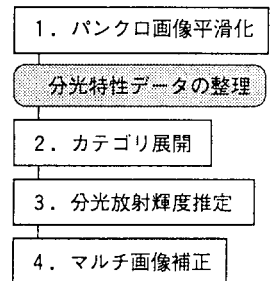 1. パンクロ画像平滑化
分光特性データの整理
2. カテゴリ展開
3. 分光放射輝度推定
4. マルチ画像補正